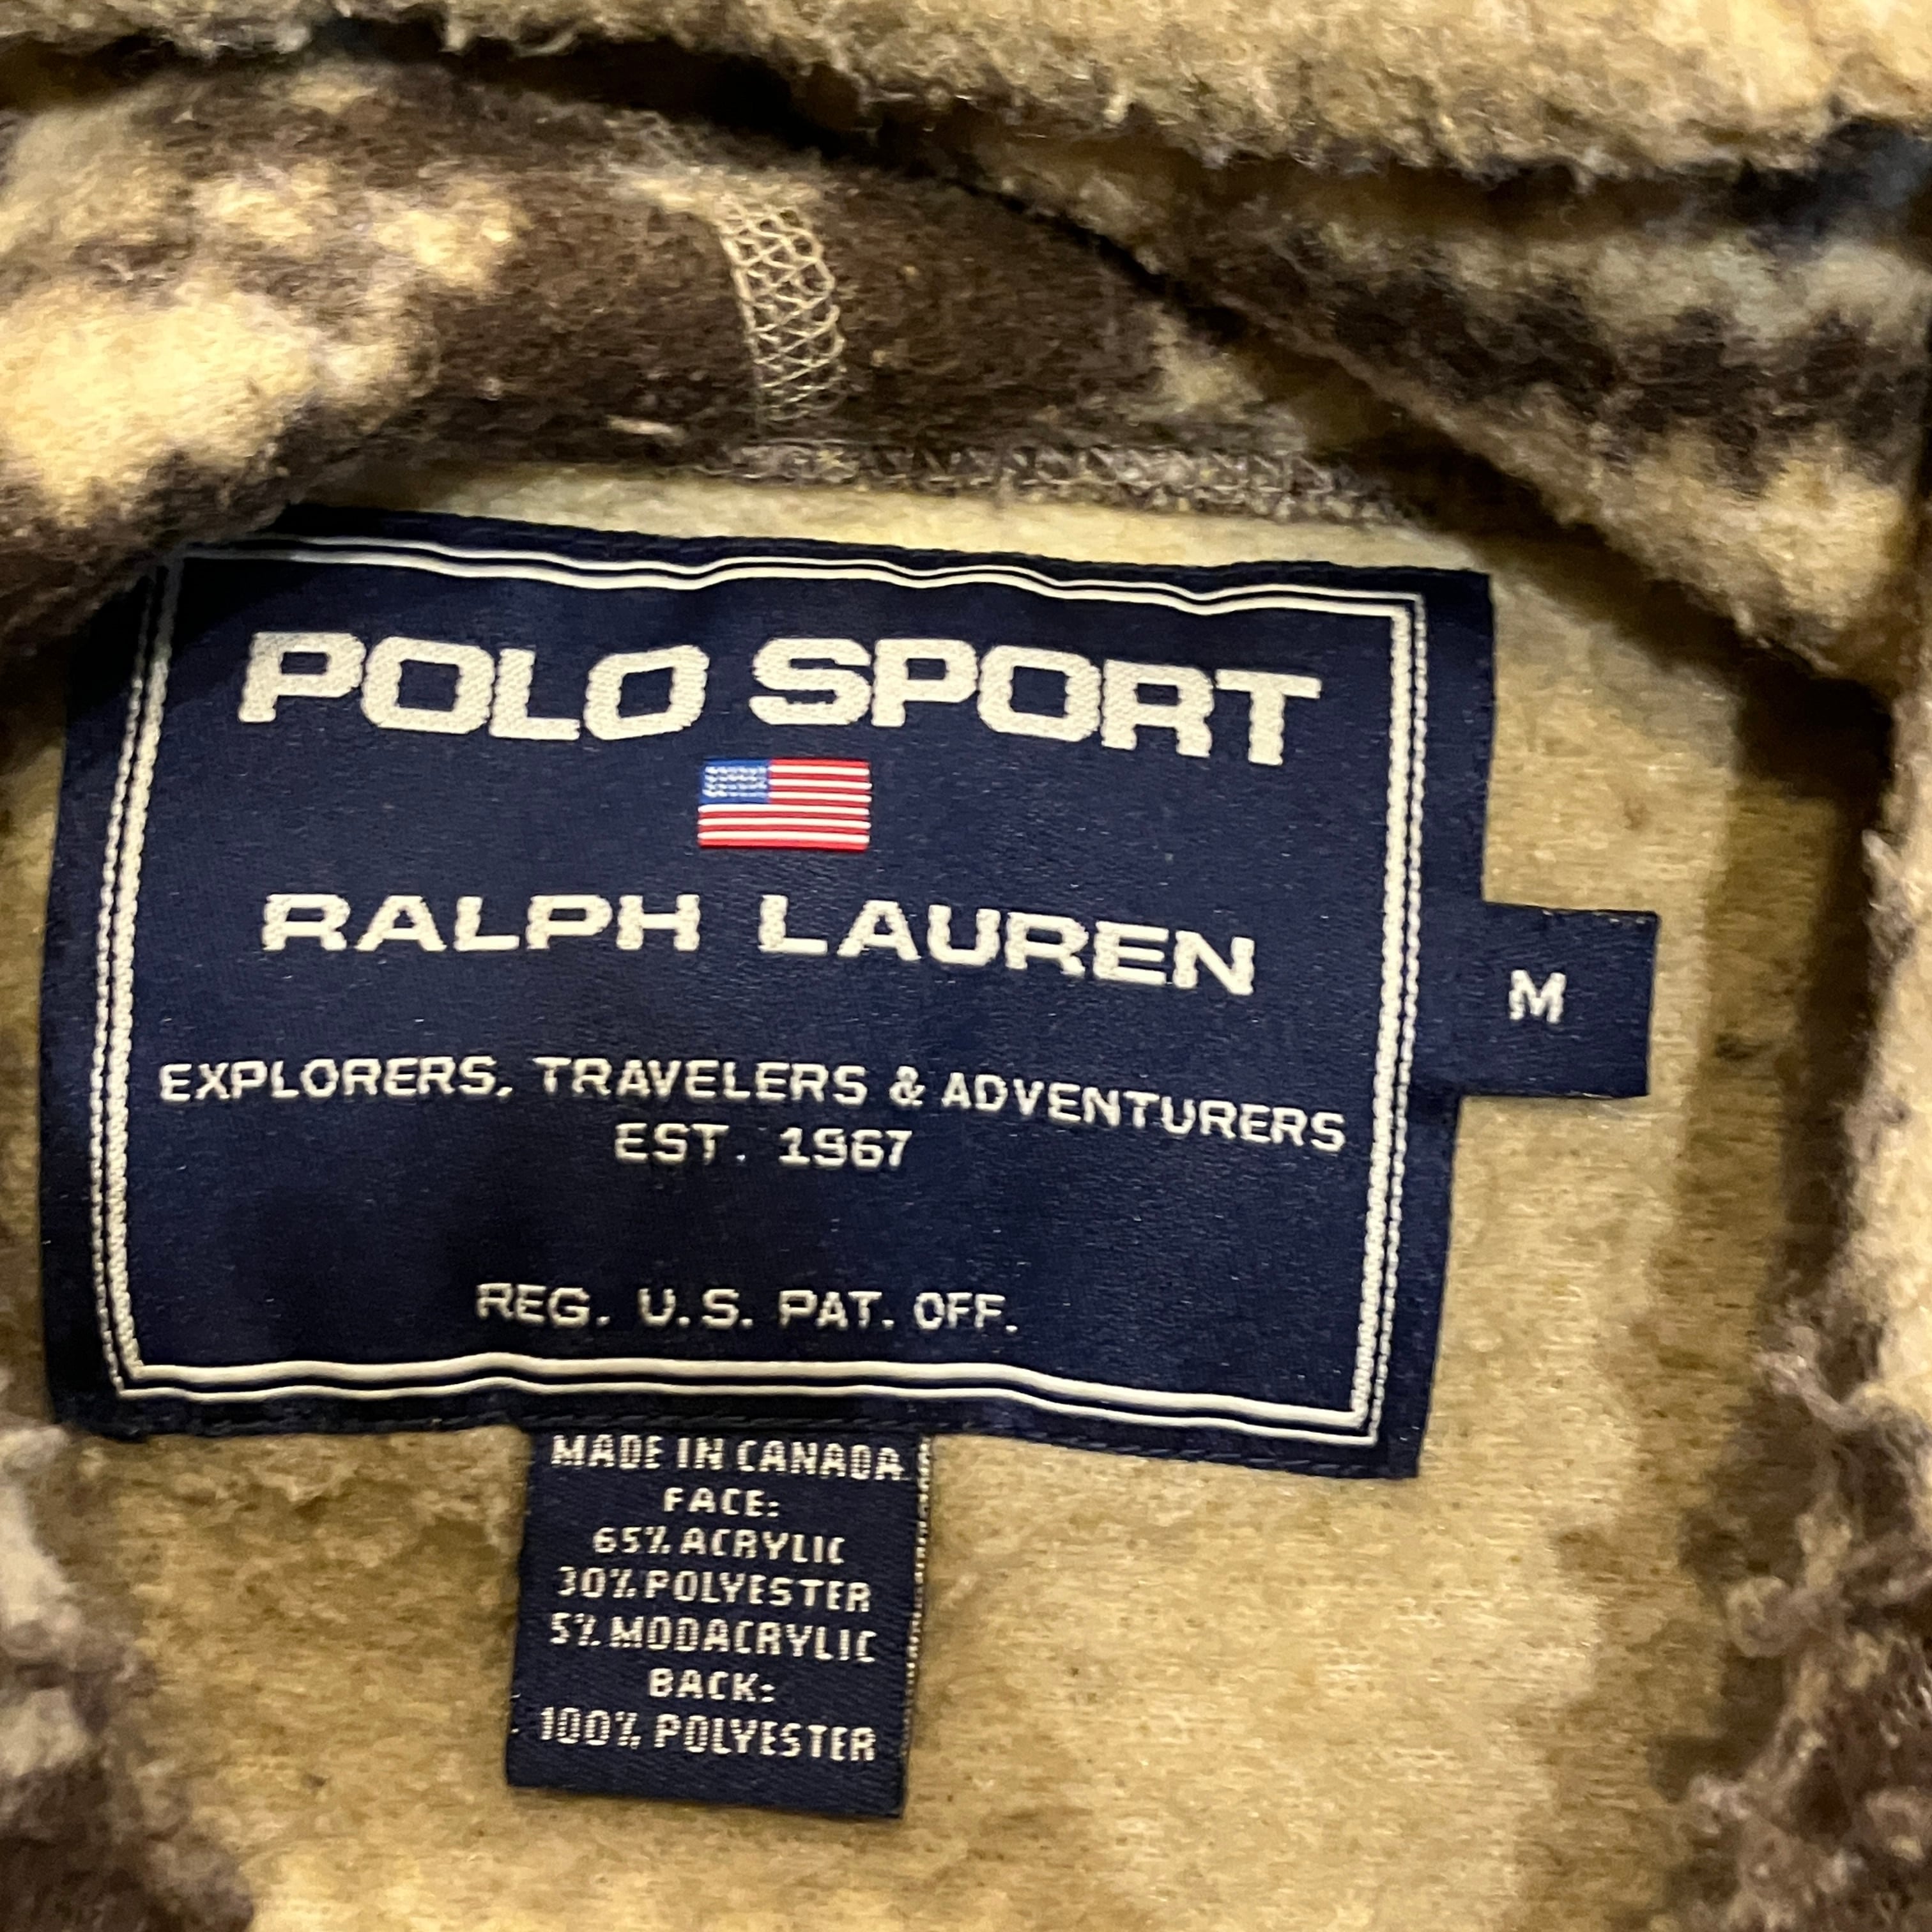 POLO SPORT
RALPH LAUREN
M
EXPLORERS, TRAVELERS & ADVENTURERS
EST. 1967
REG. U.S. PAT. OFF.
MADE IN CANADA
FACE:
65% ACRYLIC
30% POLYESTER
5% MODACRYLIC
BACK:
100% POLYESTER